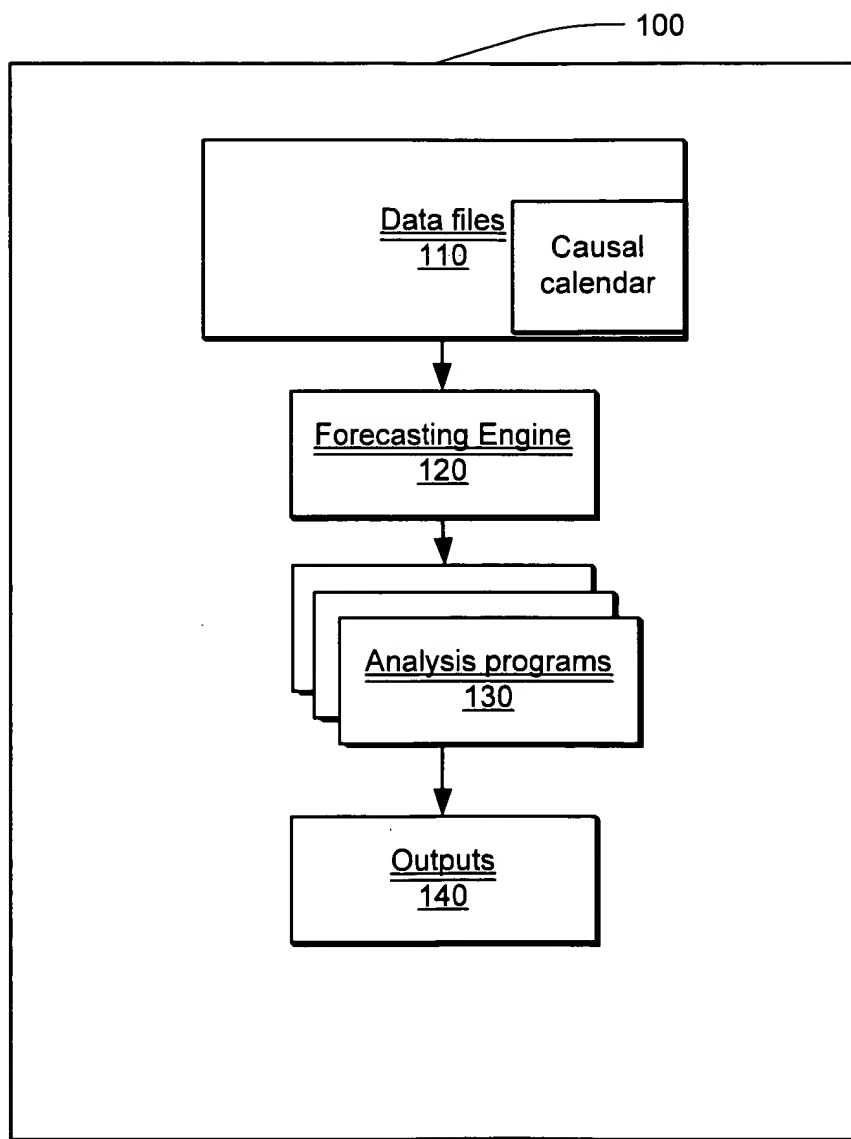 100
Data files
110
Causal
calendar
Forecasting Engine
120
Analysis programs
130
Outputs
140